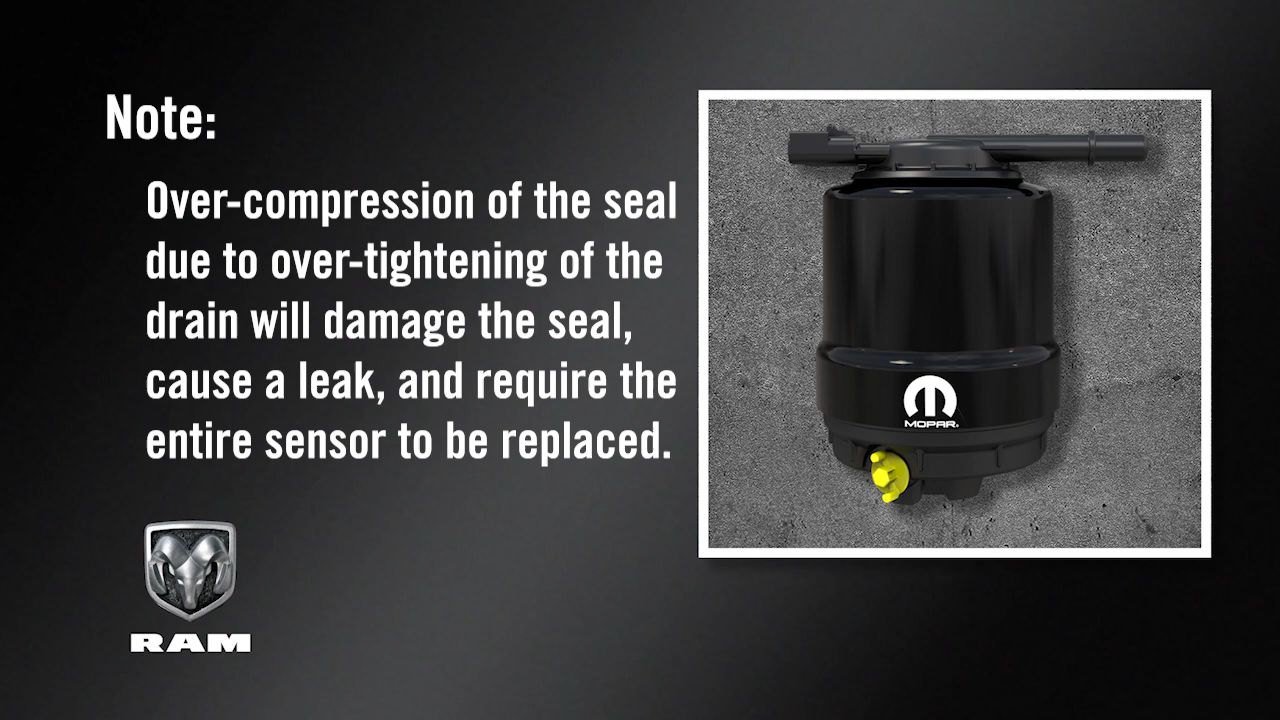 Note:
Over-compression of the seal
due to over-tightening of the
drain will damage the seal,
cause a leak, and require the
entire sensor to be replaced.
MOPAR
RAM